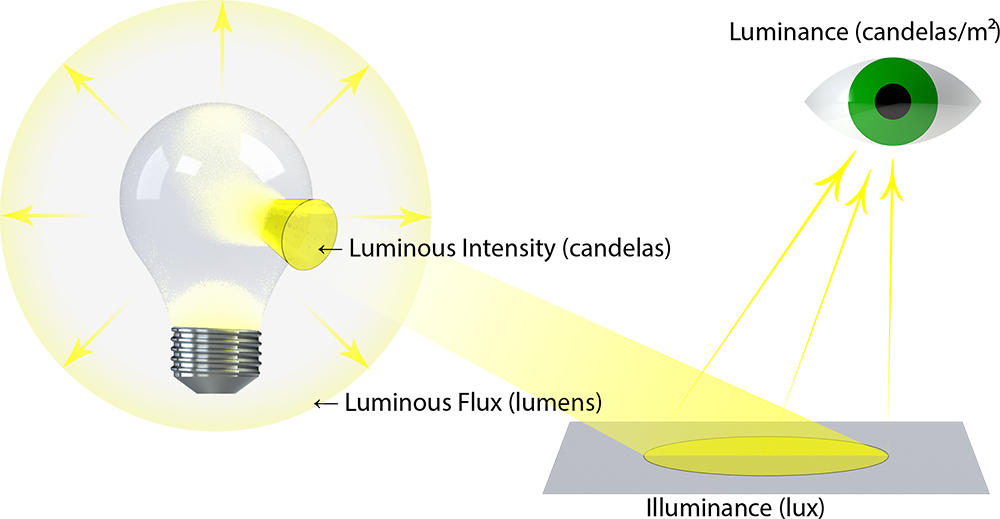 Luminance (candelas/m²)
← Luminous Intensity (candelas)
← Luminous Flux (lumens)
Illuminance (lux)